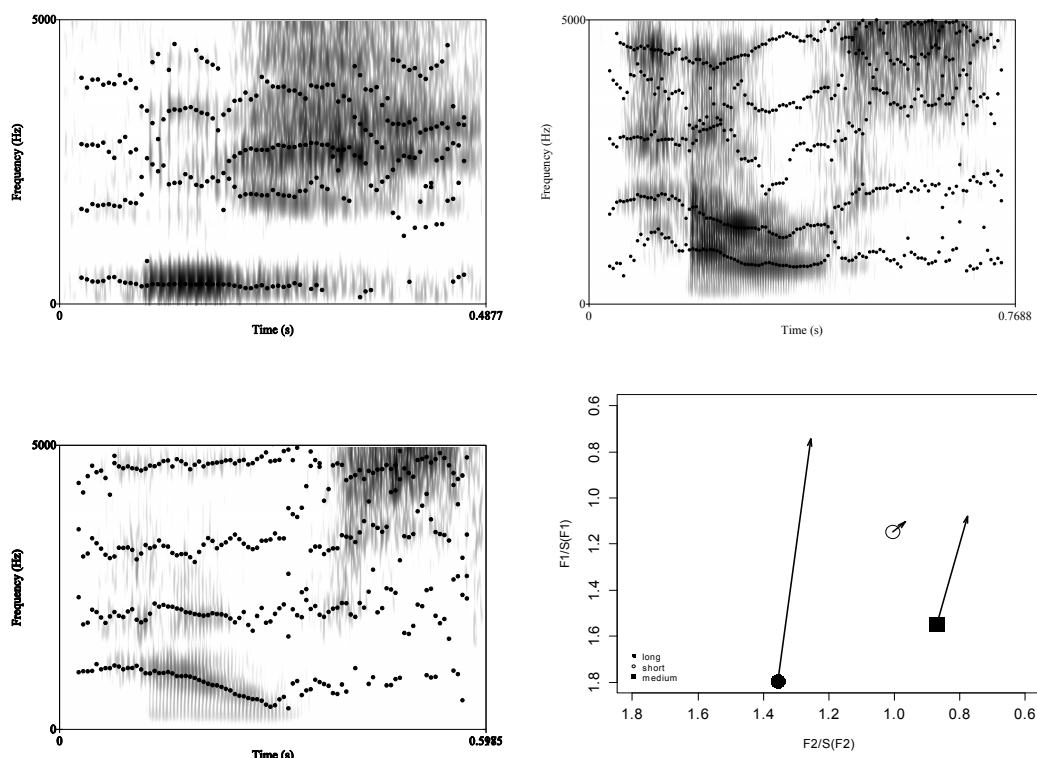 5000
Frequency (Hz)
0
0
0.4877
Time (s)
5000
Frequency (Hz)
0
0
0.7688
Time (s)
5000
Frequency (Hz)
0
0
0.5985
Time (s)
0.6
0.8
1.0
1.2
1.4
1.6
1.8
F1/S(F1)
long
short
medium
1.8 1.6 1.4 1.2 1.0 0.8 0.6
F2/S(F2)